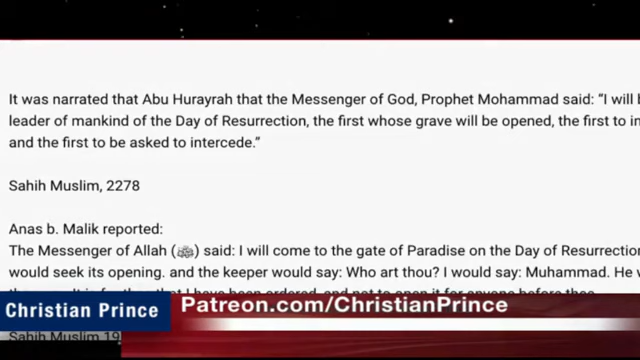 It was narrated that Abu Hurayrah that the Messenger of God, Prophet Mohammad said: “I will
leader of mankind of the Day of Resurrection, the first whose grave will be opened, the first to
and the first to be asked to intercede.”
Sahih Muslim, 2278
Anas b. Malik reported:
The Messenger of Allah (ﷺ) said: I will come to the gate of Paradise on the Day of Resurrection
would seek its opening. and the keeper would say: Who art thou? I would say: Muhammad. He
Christian Prince
Patreon.com/ChristianPrince
Sahih Muslim